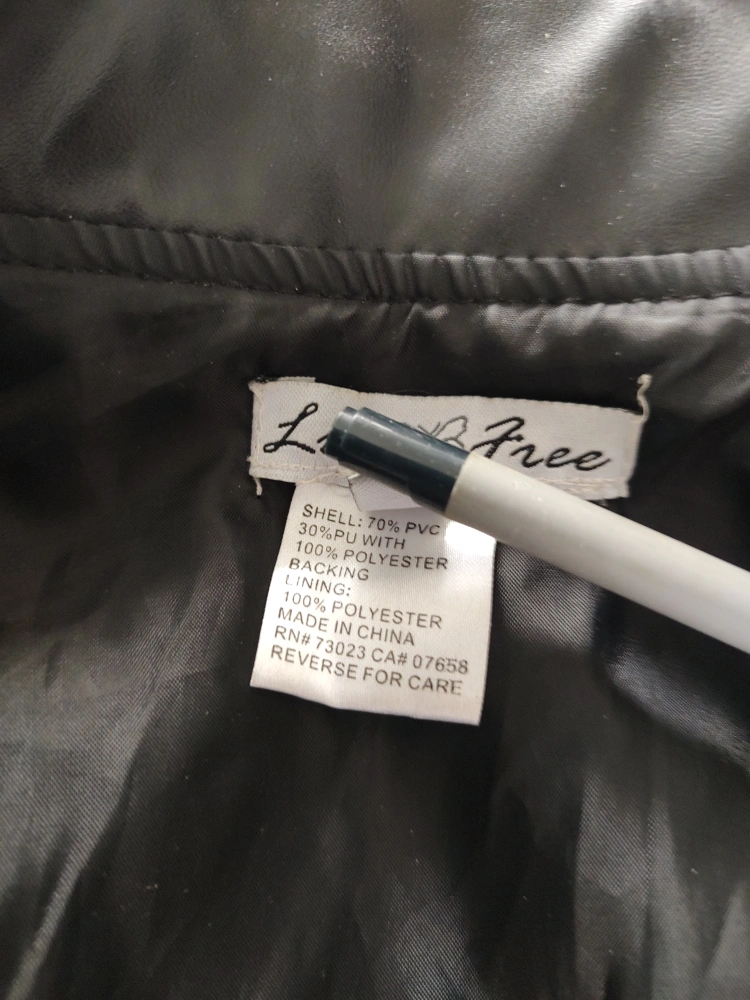 Free
SHELL: 70% PVC
30%PU WITH
100% POLYESTER
BACKING
LINING:
100% POLYESTER
MADE IN CHINA
RN# 73023 CA# 07658
REVERSE FOR CARE